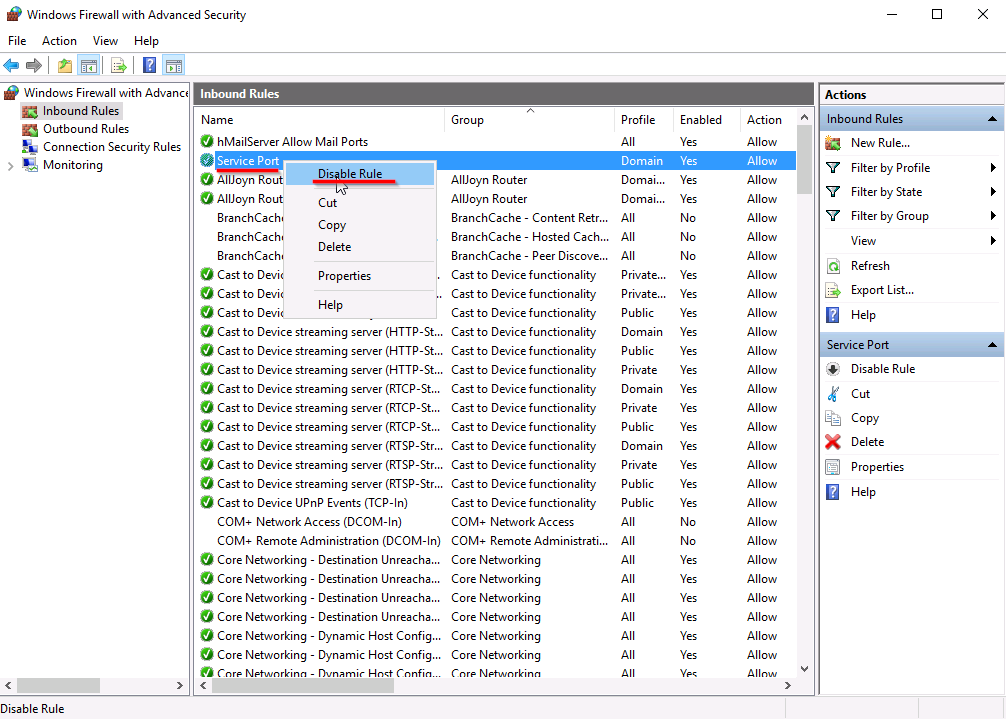 Windows Firewall with Advanced Security
File Action View Help
Windows Firewall with Advance
Inbound Rules
Outbound Rules
Connection Security Rules
Monitoring
Inbound Rules
Name Group Profile Enabled Action
hMailServer Allow Mail Ports All Yes Allow
Service Port Domain Yes Allow
AllJoyn Rout AllJoyn Router Domai... Yes Allow
AllJoyn Rout AllJoyn Router Domai... Yes Allow
BranchCache BranchCache - Content Retr... All No Allow
BranchCache BranchCache - Hosted Cach... All No Allow
BranchCache BranchCache - Peer Discove... All No Allow
Cast to Devic Cast to Device functionality Private... Yes Allow
Cast to Devic Cast to Device functionality Private... Yes Allow
Cast to Devic Cast to Device functionality Public Yes Allow
Cast to Device streaming server (HTTP-St... Cast to Device functionality Domain Yes Allow
Cast to Device streaming server (HTTP-St... Cast to Device functionality Public Yes Allow
Cast to Device streaming server (HTTP-St... Cast to Device functionality Private Yes Allow
Cast to Device streaming server (RTCP-St... Cast to Device functionality Domain Yes Allow
Cast to Device streaming server (RTCP-St... Cast to Device functionality Private Yes Allow
Cast to Device streaming server (RTCP-St... Cast to Device functionality Public Yes Allow
Cast to Device streaming server (RTSP-Str... Cast to Device functionality Domain Yes Allow
Cast to Device streaming server (RTSP-Str... Cast to Device functionality Private Yes Allow
Cast to Device streaming server (RTSP-Str... Cast to Device functionality Public Yes Allow
Cast to Device UPnP Events (TCP-In) Cast to Device functionality Public Yes Allow
COM+ Network Access (DCOM-In) COM+ Network Access All No Allow
COM+ Remote Administration (DCOM-In) COM+ Remote Administrati... All No Allow
Core Networking - Destination Unreacha... Core Networking All Yes Allow
Core Networking - Destination Unreacha... Core Networking All Yes Allow
Core Networking - Destination Unreacha... Core Networking All Yes Allow
Core Networking - Destination Unreacha... Core Networking All Yes Allow
Core Networking - Dynamic Host Config... Core Networking All Yes Allow
Core Networking - Dynamic Host Config... Core Networking All Yes Allow
Core Networking - Dynamic Host Config... Core Networking All Yes Allow
Disable Rule
Cut
Copy
Delete
Properties
Help
Actions
Inbound Rules
New Rule...
Filter by Profile
Filter by State
Filter by Group
View
Refresh
Export List...
Help
Service Port
Disable Rule
Cut
Copy
Delete
Properties
Help
Disable Rule